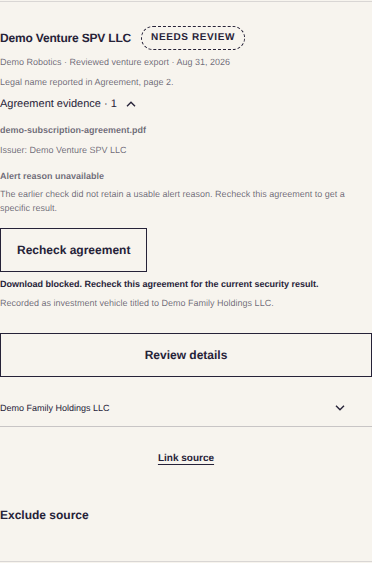 Demo Venture SPV LLC NEEDS REVIEW
Demo Robotics · Reviewed venture export · Aug 31, 2026
Legal name reported in Agreement, page 2.
Agreement evidence · 1
demo-subscription-agreement.pdf
Issuer: Demo Venture SPV LLC
Alert reason unavailable
The earlier check did not retain a usable alert reason. Recheck this agreement to get a
specific result.
Recheck agreement
Download blocked. Recheck this agreement for the current security result.
Recorded as investment vehicle titled to Demo Family Holdings LLC.
Review details
Demo Family Holdings LLC
Link source
Exclude source